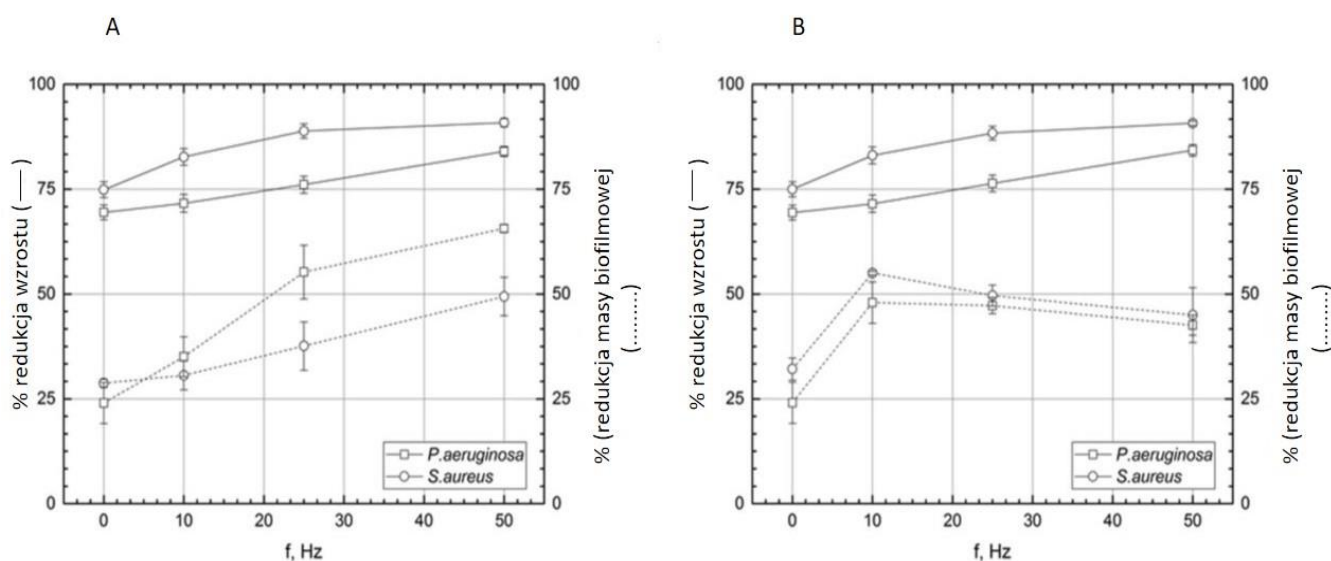 A
100
75
50
25
0
% redukcja wzrostu ( —— )
100
75
50
25
0
% (redukcja masy biofilmowej
(.........)
P.aeruginosa
S.aureus
0 10 20 30 40 50
f, Hz
B
100
75
50
25
0
% redukcja wzrostu ( —— )
100
75
50
25
0
% (redukcja masy biofilmowej
(.........)
P.aeruginosa
S.aureus
0 10 20 30 40 50
f, Hz